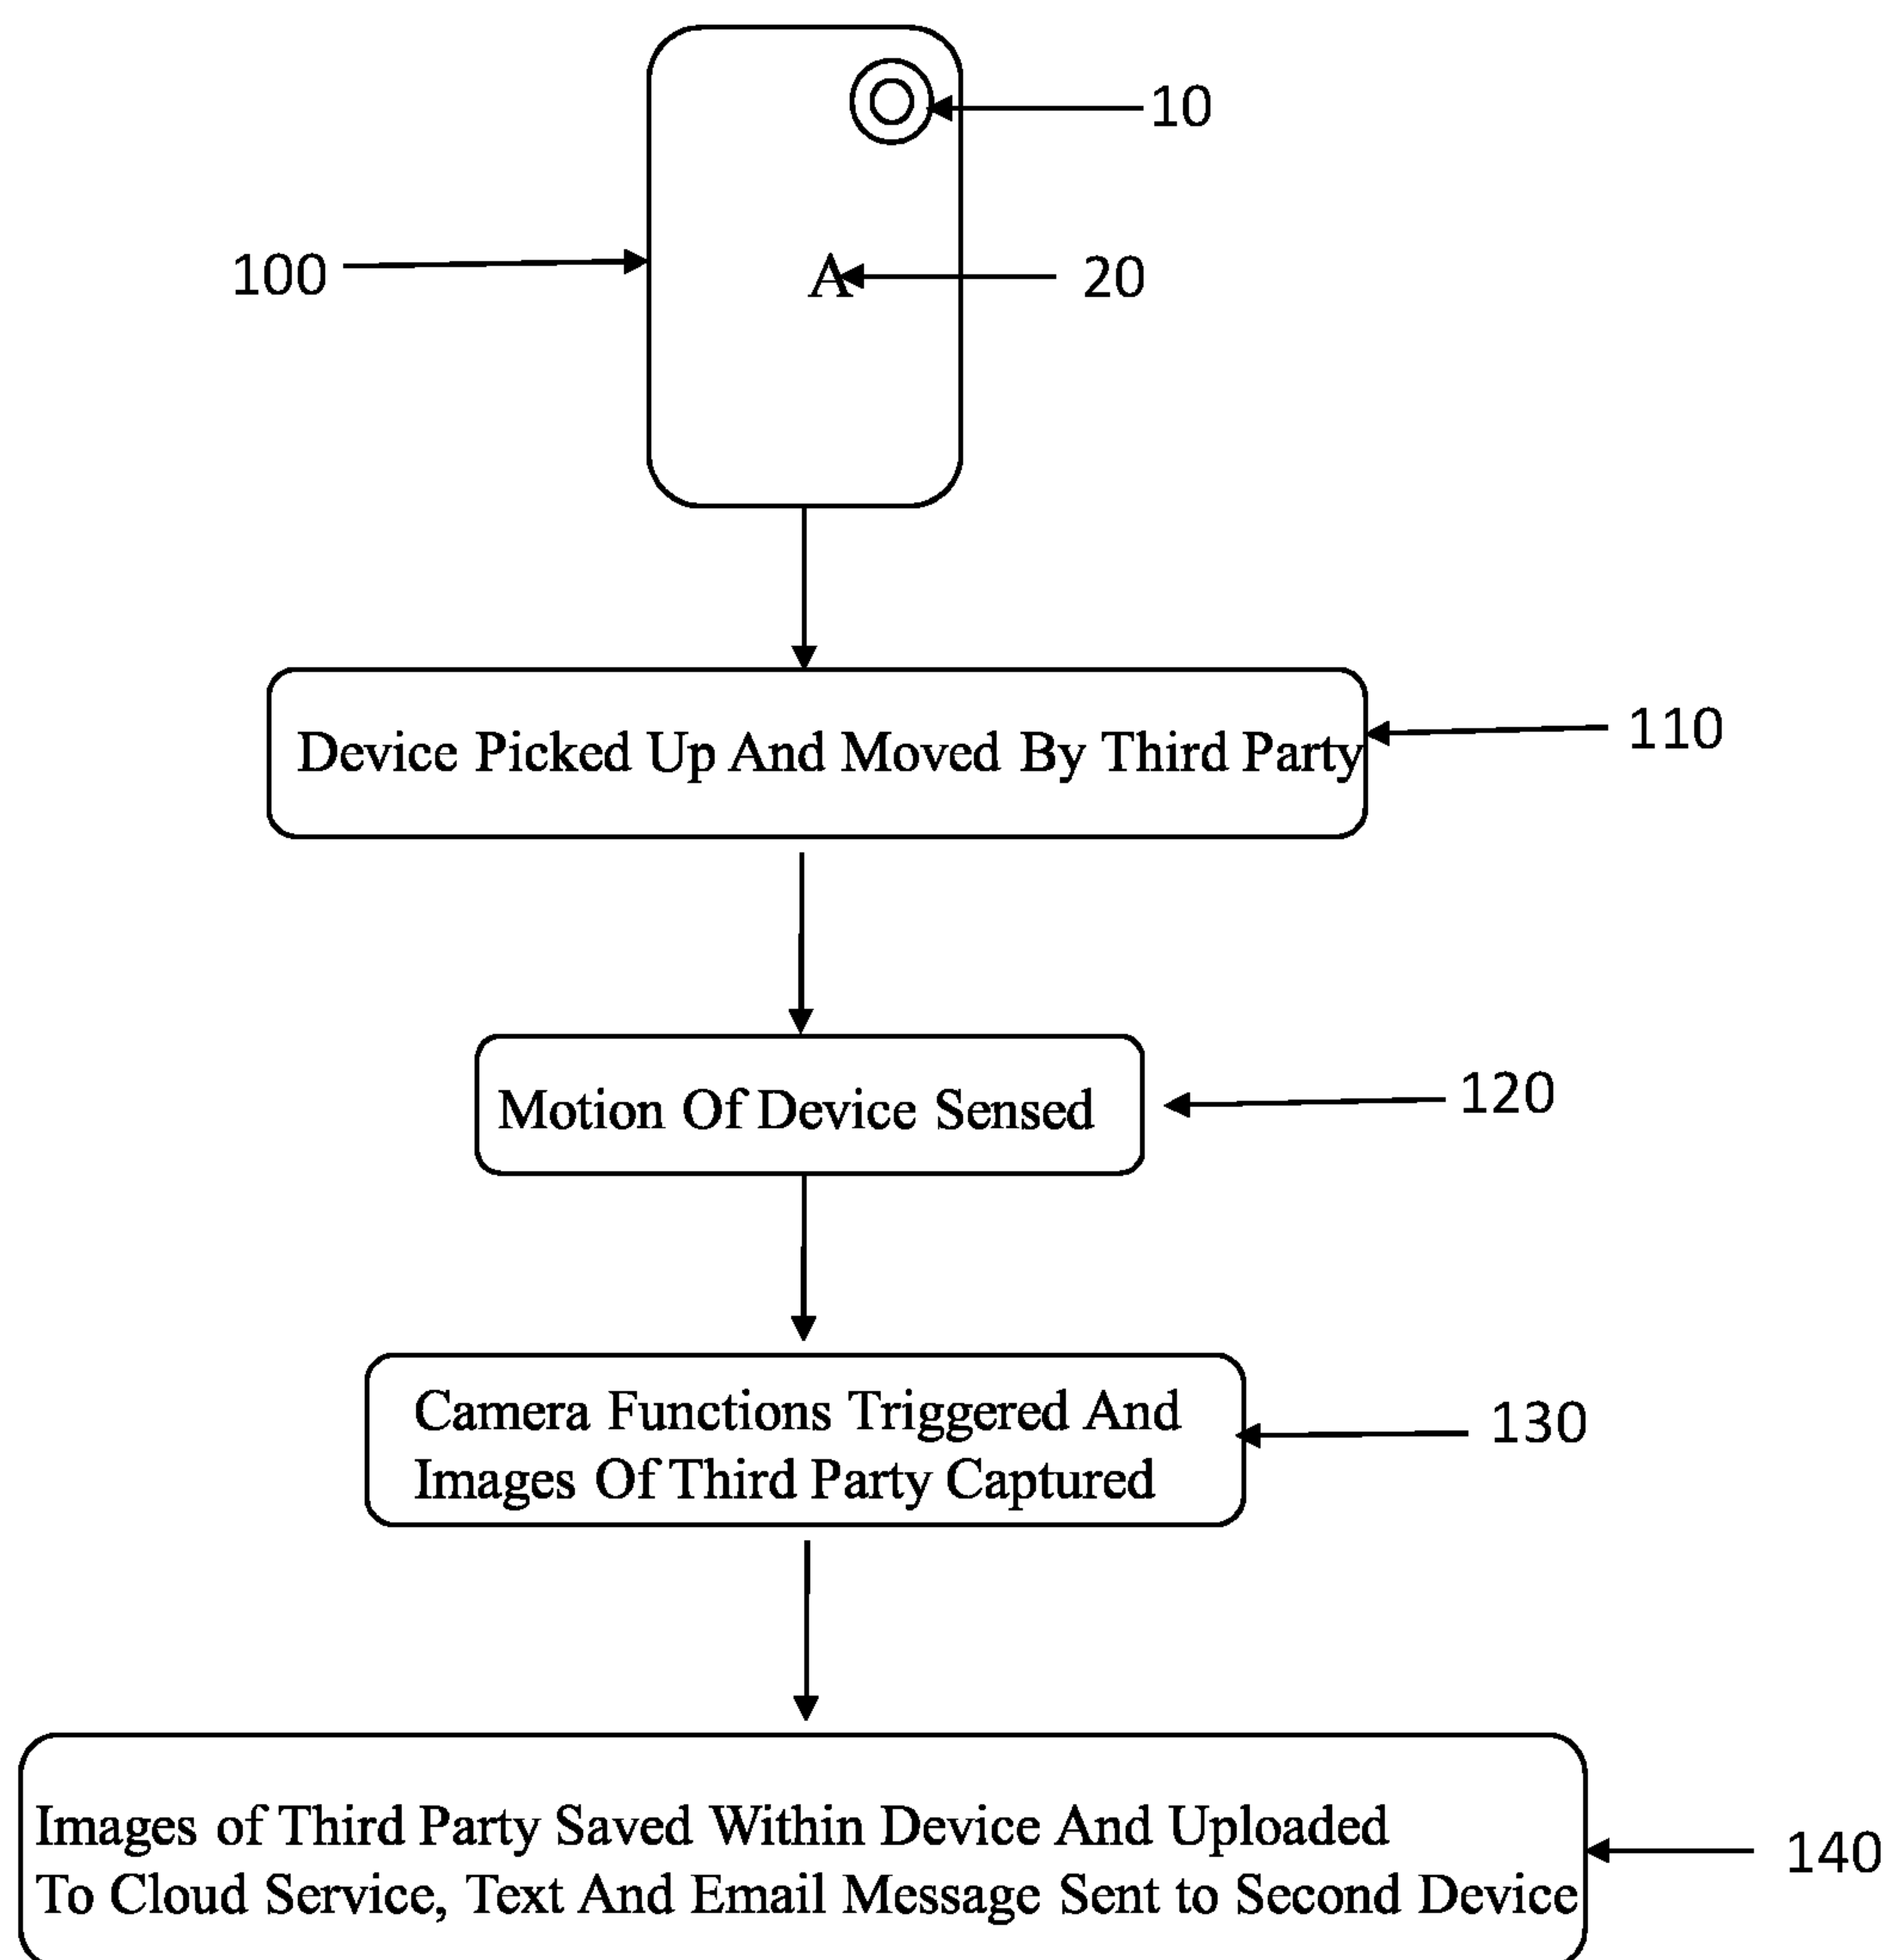 10
100
A
20
Device Picked Up And Moved By Third Party
110
Motion Of Device Sensed
120
Camera Functions Triggered And
Images Of Third Party Captured
130
Images of Third Party Saved Within Device And Uploaded
To Cloud Service, Text And Email Message Sent to Second Device
140